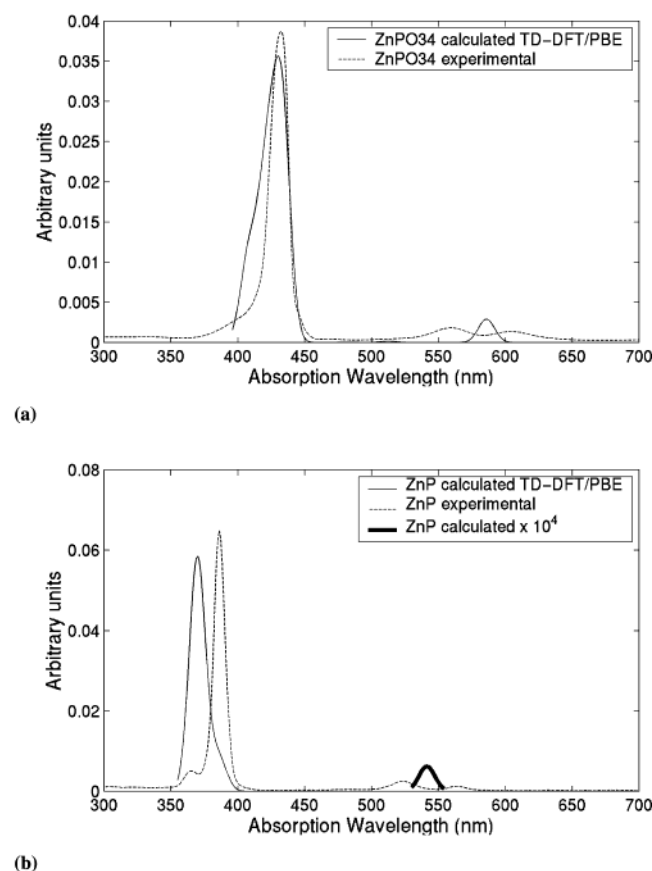 0.04
0.035
0.03
0.025
0.02
0.015
0.01
0.005
0
Arbitrary units
ZnPO34 calculated TD-DFT/PBE
ZnPO34 experimental
300 350 400 450 500 550 600 650 700
Absorption Wavelength (nm)
(a)
0.08
0.06
0.04
0.02
0
Arbitrary units
ZnP calculated TD-DFT/PBE
ZnP experimental
ZnP calculated x 10^4
300 350 400 450 500 550 600 650 700
Absorption Wavelength (nm)
(b)